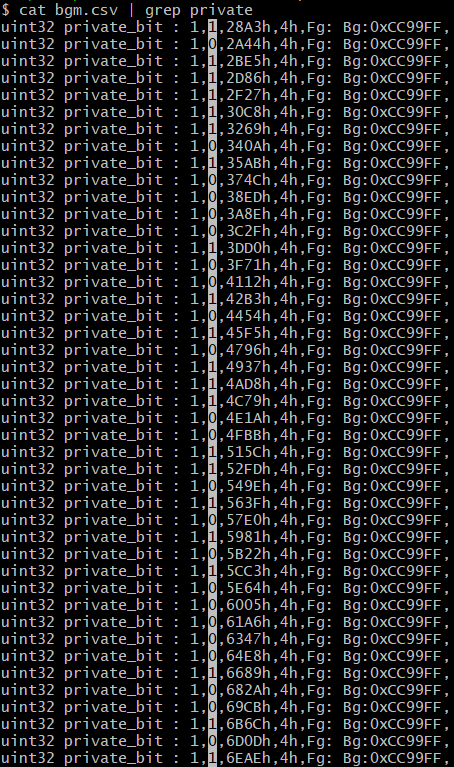 $ cat bgm.csv | grep private
uint32 private_bit : 1,1,28A3h,4h,Fg: Bg:0xCC99FF,
uint32 private_bit : 1,0,2A44h,4h,Fg: Bg:0xCC99FF,
uint32 private_bit : 1,1,2BE5h,4h,Fg: Bg:0xCC99FF,
uint32 private_bit : 1,1,2D86h,4h,Fg: Bg:0xCC99FF,
uint32 private_bit : 1,1,2F27h,4h,Fg: Bg:0xCC99FF,
uint32 private_bit : 1,1,30C8h,4h,Fg: Bg:0xCC99FF,
uint32 private_bit : 1,1,3269h,4h,Fg: Bg:0xCC99FF,
uint32 private_bit : 1,0,340Ah,4h,Fg: Bg:0xCC99FF,
uint32 private_bit : 1,1,35ABh,4h,Fg: Bg:0xCC99FF,
uint32 private_bit : 1,0,374Ch,4h,Fg: Bg:0xCC99FF,
uint32 private_bit : 1,0,38EDh,4h,Fg: Bg:0xCC99FF,
uint32 private_bit : 1,0,3A8Eh,4h,Fg: Bg:0xCC99FF,
uint32 private_bit : 1,0,3C2Fh,4h,Fg: Bg:0xCC99FF,
uint32 private_bit : 1,1,3DD0h,4h,Fg: Bg:0xCC99FF,
uint32 private_bit : 1,0,3F71h,4h,Fg: Bg:0xCC99FF,
uint32 private_bit : 1,0,4112h,4h,Fg: Bg:0xCC99FF,
uint32 private_bit : 1,1,42B3h,4h,Fg: Bg:0xCC99FF,
uint32 private_bit : 1,0,4454h,4h,Fg: Bg:0xCC99FF,
uint32 private_bit : 1,1,45F5h,4h,Fg: Bg:0xCC99FF,
uint32 private_bit : 1,0,4796h,4h,Fg: Bg:0xCC99FF,
uint32 private_bit : 1,1,4937h,4h,Fg: Bg:0xCC99FF,
uint32 private_bit : 1,1,4AD8h,4h,Fg: Bg:0xCC99FF,
uint32 private_bit : 1,1,4C79h,4h,Fg: Bg:0xCC99FF,
uint32 private_bit : 1,0,4E1Ah,4h,Fg: Bg:0xCC99FF,
uint32 private_bit : 1,0,4FBBh,4h,Fg: Bg:0xCC99FF,
uint32 private_bit : 1,1,515Ch,4h,Fg: Bg:0xCC99FF,
uint32 private_bit : 1,1,52FDh,4h,Fg: Bg:0xCC99FF,
uint32 private_bit : 1,0,549Eh,4h,Fg: Bg:0xCC99FF,
uint32 private_bit : 1,1,563Fh,4h,Fg: Bg:0xCC99FF,
uint32 private_bit : 1,0,57E0h,4h,Fg: Bg:0xCC99FF,
uint32 private_bit : 1,1,5981h,4h,Fg: Bg:0xCC99FF,
uint32 private_bit : 1,0,5B22h,4h,Fg: Bg:0xCC99FF,
uint32 private_bit : 1,1,5CC3h,4h,Fg: Bg:0xCC99FF,
uint32 private_bit : 1,0,5E64h,4h,Fg: Bg:0xCC99FF,
uint32 private_bit : 1,0,6005h,4h,Fg: Bg:0xCC99FF,
uint32 private_bit : 1,0,61A6h,4h,Fg: Bg:0xCC99FF,
uint32 private_bit : 1,0,6347h,4h,Fg: Bg:0xCC99FF,
uint32 private_bit : 1,0,64E8h,4h,Fg: Bg:0xCC99FF,
uint32 private_bit : 1,1,6689h,4h,Fg: Bg:0xCC99FF,
uint32 private_bit : 1,0,682Ah,4h,Fg: Bg:0xCC99FF,
uint32 private_bit : 1,0,69CBh,4h,Fg: Bg:0xCC99FF,
uint32 private_bit : 1,1,6B6Ch,4h,Fg: Bg:0xCC99FF,
uint32 private_bit : 1,0,6D0Dh,4h,Fg: Bg:0xCC99FF,
uint32 private_bit : 1,1,6EAEh,4h,Fg: Bg:0xCC99FF,